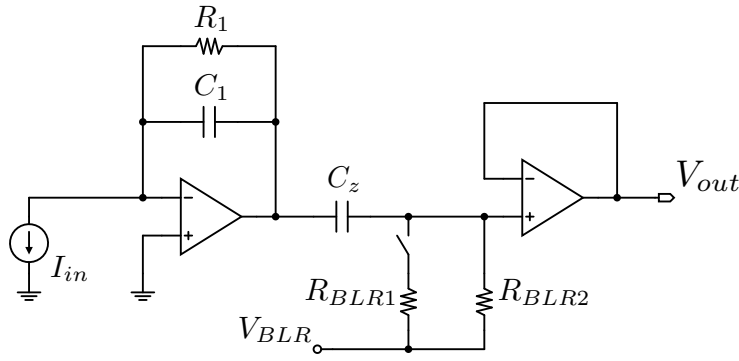 R1
C1
Cz
− +
− +
Vout
Iin
RBLR1
RBLR2
VBLR